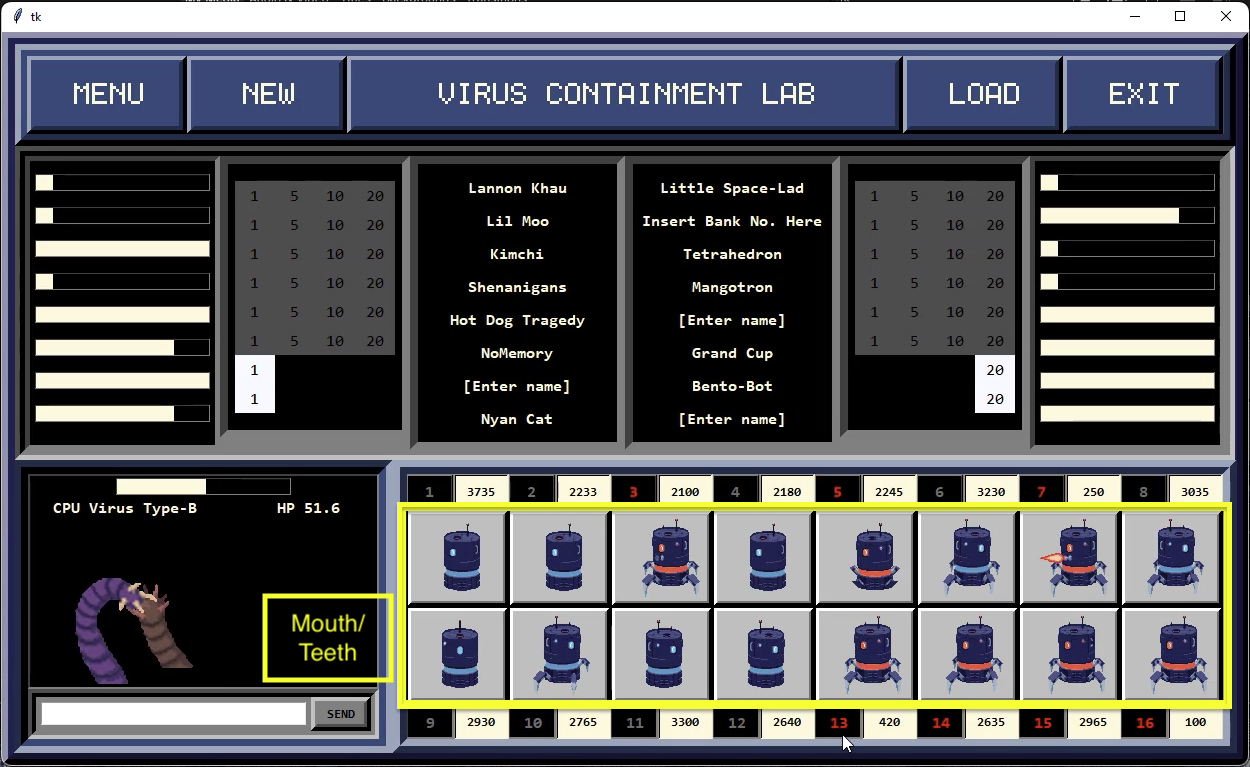 tk
MENU NEW VIRUS CONTAINMENT LAB LOAD EXIT
1 5 10 20
1 5 10 20
1 5 10 20
1 5 10 20
1 5 10 20
1 5 10 20
1
1
Lannon Khau
Lil Moo
Kimchi
Shenanigans
Hot Dog Tragedy
NoMemory
[Enter name]
Nyan Cat
Little Space-Lad
Insert Bank No. Here
Tetrahedron
Mangotron
[Enter name]
Grand Cup
Bento-Bot
[Enter name]
1 5 10 20
1 5 10 20
1 5 10 20
1 5 10 20
1 5 10 20
1 5 10 20
20
20
CPU Virus Type-B HP 51.6
Mouth/
Teeth
SEND
1 3735 2 2233 3 2100 4 2180 5 2245 6 3230 7 250 8 3035
9 2930 10 2765 11 3300 12 2640 13 420 14 2635 15 2965 16 100